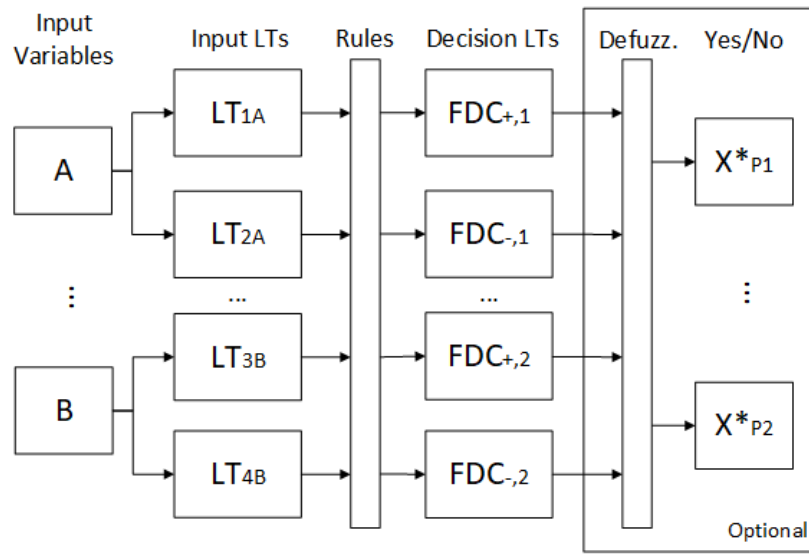 Input
Variables
Input LTs
Rules
Decision LTs
Defuzz.
Yes/No
A
LT1A
FDC+,1
X*P1
LT2A
FDC-,1
⋮
...
...
⋮
B
LT3B
FDC+,2
X*P2
LT4B
FDC-,2
Optional